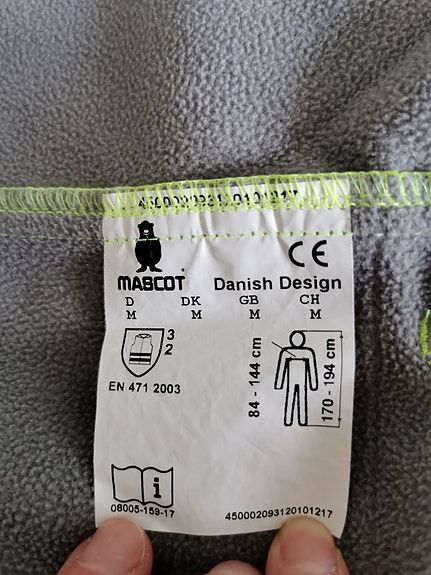 MASCOT®
CE
Danish Design
D DK GB CH
M M M M
3
2
EN 471 2003
84 - 144 cm
170 - 194 cm
i
08005-159-17
450002093120101217